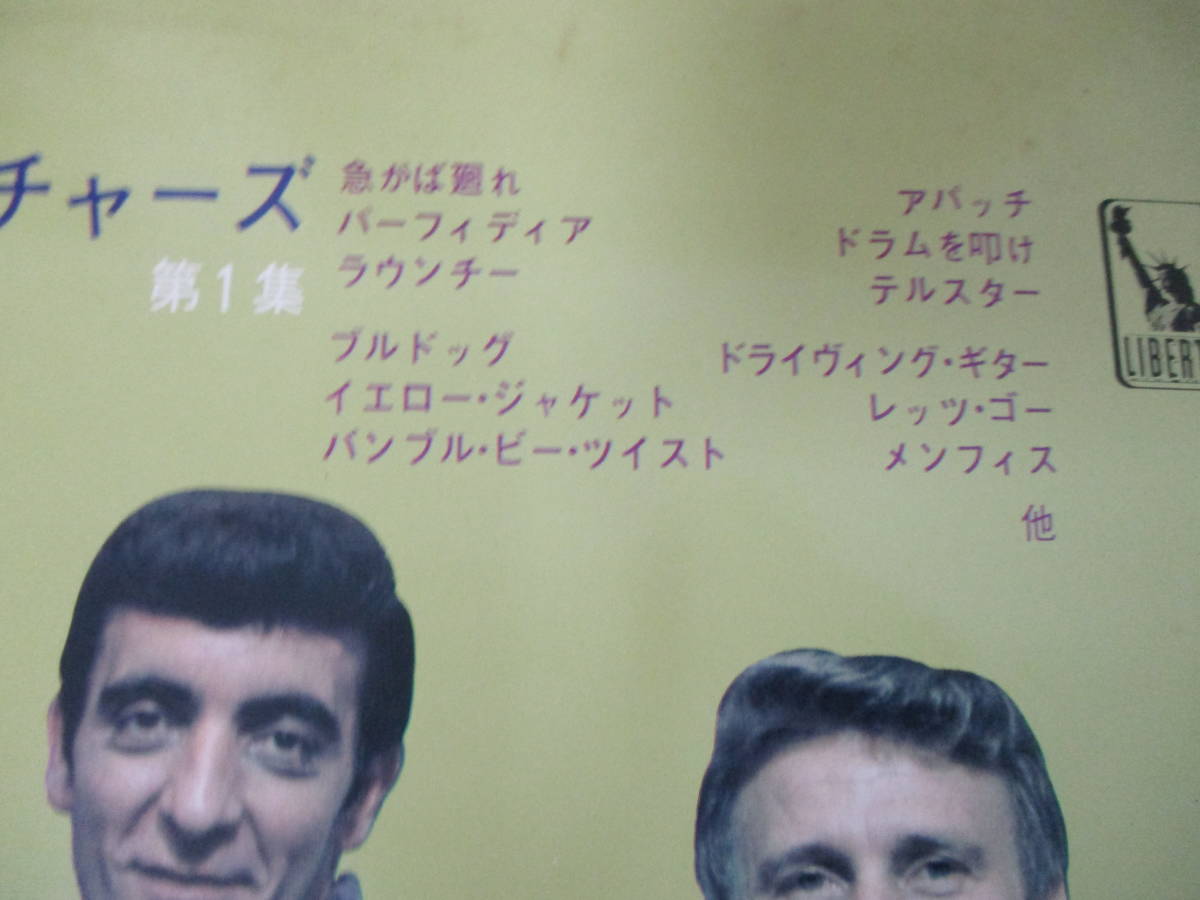 チャーズ
第1集
急がば廻れ
パーフィディア
ラウンチー
ブルドッグ
イエロー・ジャケット
バンブル・ビー・ツイスト
アパッチ
ドラムを叩け
テルスター
ドライヴィング・ギター
レッツ・ゴー
メンフィス
他
LIBERT